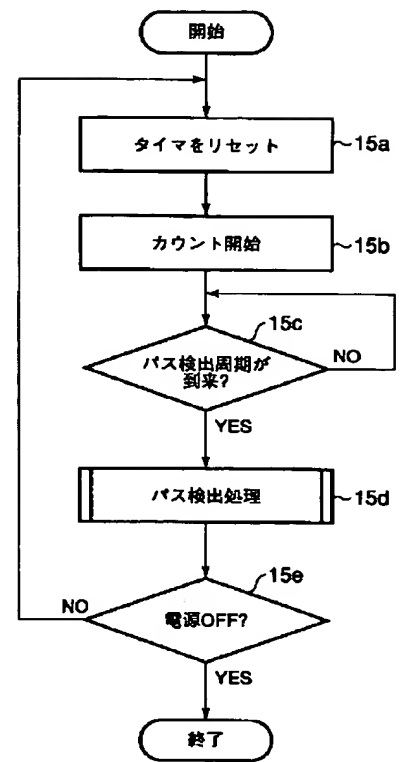 開始
タイマをリセット
15a
カウント開始
15b
15c
パス検出周期が
到来?
NO
YES
パス検出処理
15d
15e
NO
電源OFF?
YES
終了